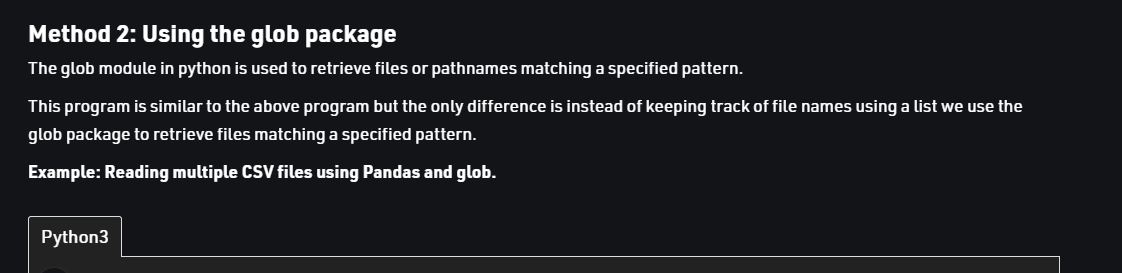 Method 2: Using the glob package
The glob module in python is used to retrieve files or pathnames matching a specified pattern.
This program is similar to the above program but the only difference is instead of keeping track of file names using a list we use the
glob package to retrieve files matching a specified pattern.
Example: Reading multiple CSV files using Pandas and glob.
Python3